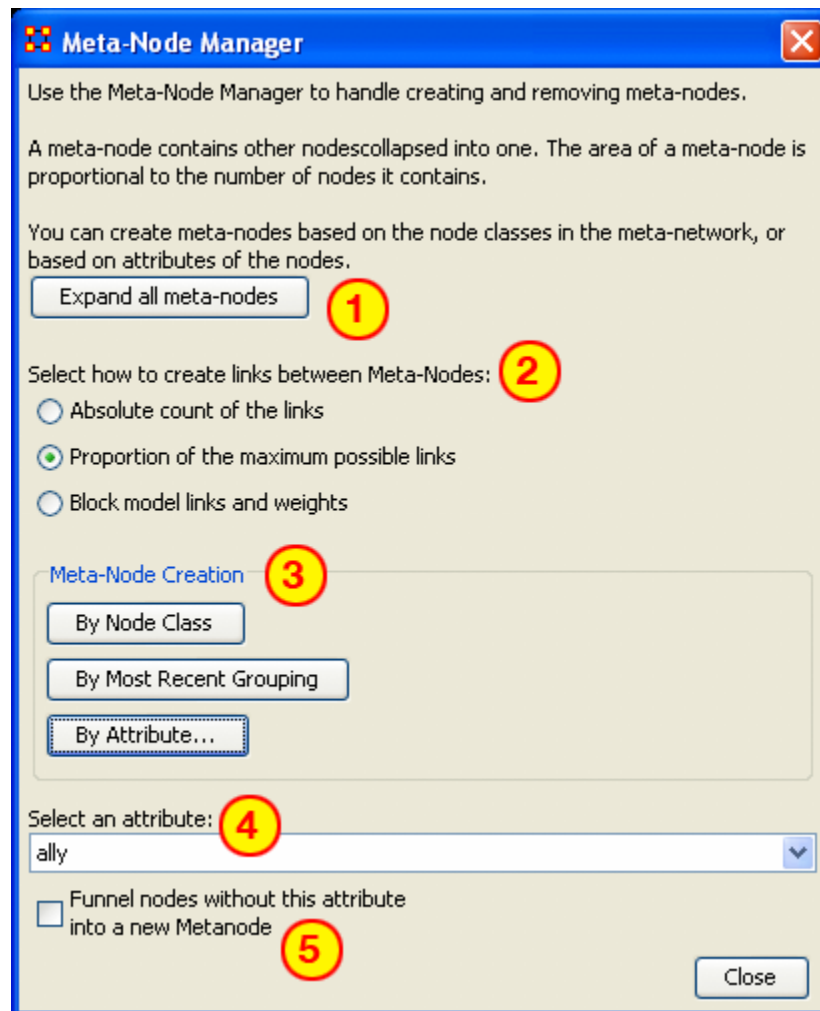 Meta-Node Manager
Use the Meta-Node Manager to handle creating and removing meta-nodes.
A meta-node contains other nodescollapsed into one. The area of a meta-node is
proportional to the number of nodes it contains.
You can create meta-nodes based on the node classes in the meta-network, or
based on attributes of the nodes.
Expand all meta-nodes
1
Select how to create links between Meta-Nodes:
2
Absolute count of the links
Proportion of the maximum possible links
Block model links and weights
Meta-Node Creation
3
By Node Class
By Most Recent Grouping
By Attribute...
Select an attribute:
4
ally
Funnel nodes without this attribute
into a new Metanode
5
Close